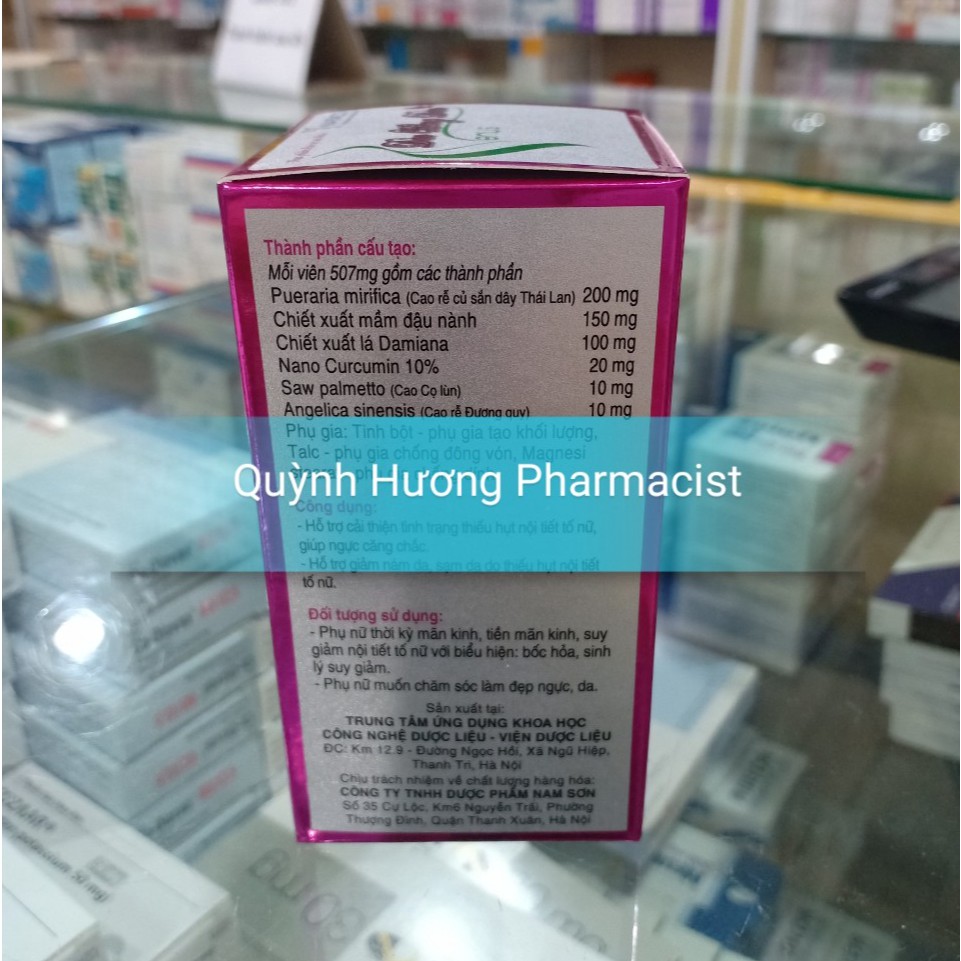 Thành phần cấu tạo:
Mỗi viên 507mg gồm các thành phần
Pueraria mirifica (Cao rễ củ sắn dây Thái Lan) 200 mg
Chiết xuất mầm đậu nành 150 mg
Chiết xuất lá Damiana 100 mg
Nano Curcumin 10% 20 mg
Saw palmetto (Cao Cọ lùn) 10 mg
Angelica sinensis (Cao rễ Đương quy) 10 mg
Phụ gia: Tinh bột - phụ gia tạo khối lượng,
Talc - phụ gia chống đông vón, Magnesi
Quỳnh Hương Pharmacist
Công dụng:
- Hỗ trợ cải thiện tình trạng thiếu hụt nội tiết tố nữ,
giúp ngực căng chắc.
- Hỗ trợ giảm nám da, sạm da do thiếu hụt nội tiết
tố nữ.
Đối tượng sử dụng:
- Phụ nữ thời kỳ mãn kinh, tiền mãn kinh, suy
giảm nội tiết tố nữ với biểu hiện: bốc hỏa, sinh
lý suy giảm.
- Phụ nữ muốn chăm sóc làm đẹp ngực, da.
Sản xuất tại:
TRUNG TÂM ỨNG DỤNG KHOA HỌC
CÔNG NGHỆ DƯỢC LIỆU - VIỆN DƯỢC LIỆU
ĐC: Km 12.9 - Đường Ngọc Hồi, Xã Ngũ Hiệp,
Thanh Trì, Hà Nội
Chịu trách nhiệm về chất lượng hàng hóa:
CÔNG TY TNHH DƯỢC PHẨM NAM SƠN
Số 35 Cự Lộc, Km6 Nguyễn Trãi, Phường
Thượng Đình, Quận Thanh Xuân, Hà Nội